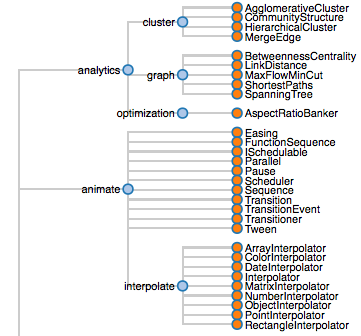 cluster
AgglomerativeCluster
CommunityStructure
HierarchicalCluster
MergeEdge
analytics
graph
BetweennessCentrality
LinkDistance
MaxFlowMinCut
ShortestPaths
SpanningTree
optimization
AspectRatioBanker
animate
Easing
FunctionSequence
ISchedulable
Parallel
Pause
Scheduler
Sequence
Transition
TransitionEvent
Transitioner
Tween
interpolate
ArrayInterpolator
ColorInterpolator
DateInterpolator
Interpolator
MatrixInterpolator
NumberInterpolator
ObjectInterpolator
PointInterpolator
RectangleInterpolator